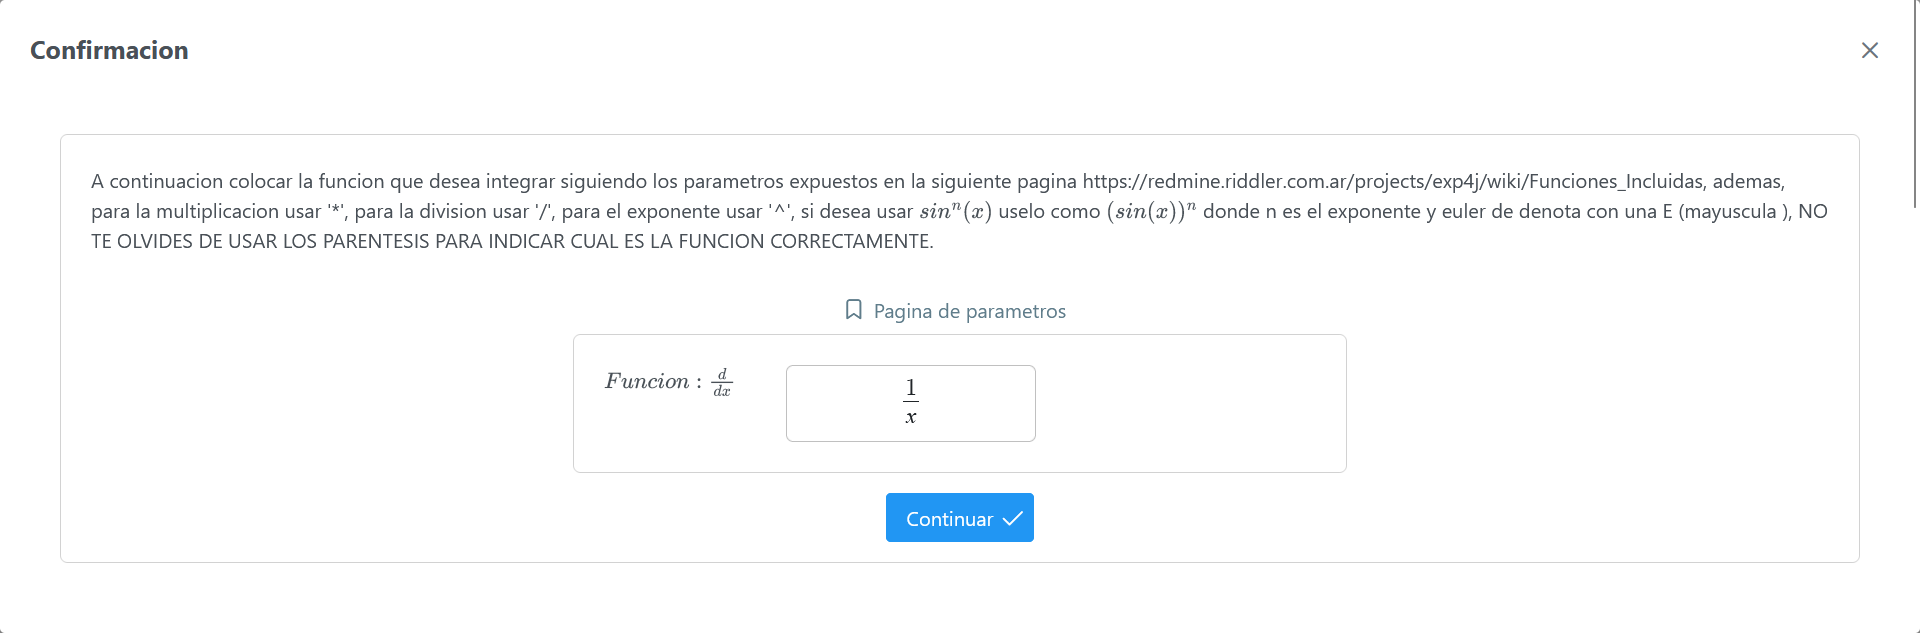 Confirmacion
A continuacion colocar la funcion que desea integrar siguiendo los parametros expuestos en la siguiente pagina https://redmine.riddler.com.ar/projects/exp4j/wiki/Funciones_Incluidas, ademas,
para la multiplicacion usar '*', para la division usar '/', para el exponente usar '^', si desea usar sin^n(x) uselo como (sin(x))^n donde n es el exponente y euler de denota con una E (mayuscula ), NO
TE OLVIDES DE USAR LOS PARENTESIS PARA INDICAR CUAL ES LA FUNCION CORRECTAMENTE.
Pagina de parametros
Funcion : d/dx 1/x
Continuar